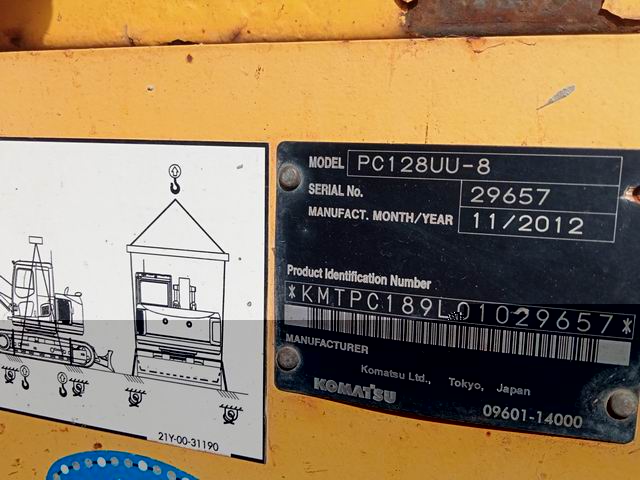 MODEL PC128UU-8
SERIAL No. 29657
MANUFACT. MONTH/YEAR 11/2012
Product Identification Number
*KMTPC189L01029657*
MANUFACTURER
Komatsu Ltd., Tokyo, Japan
KOMATSU
09601-14000
21Y-00-31190